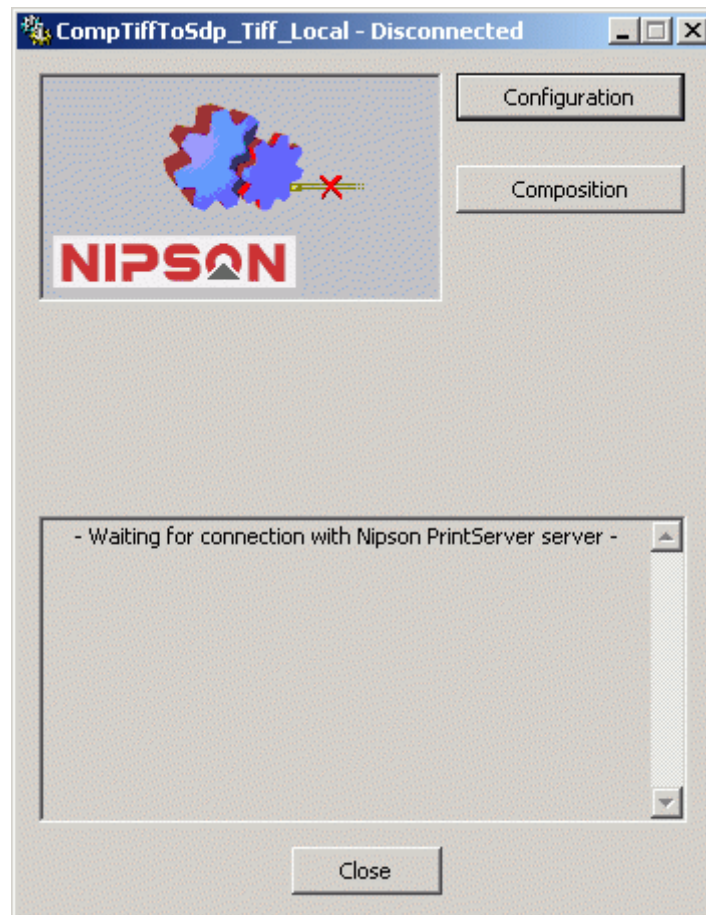 CompTiffToSdp_Tiff_Local - Disconnected
Configuration
Composition
NIPSON
- Waiting for connection with Nipson PrintServer server -
Close